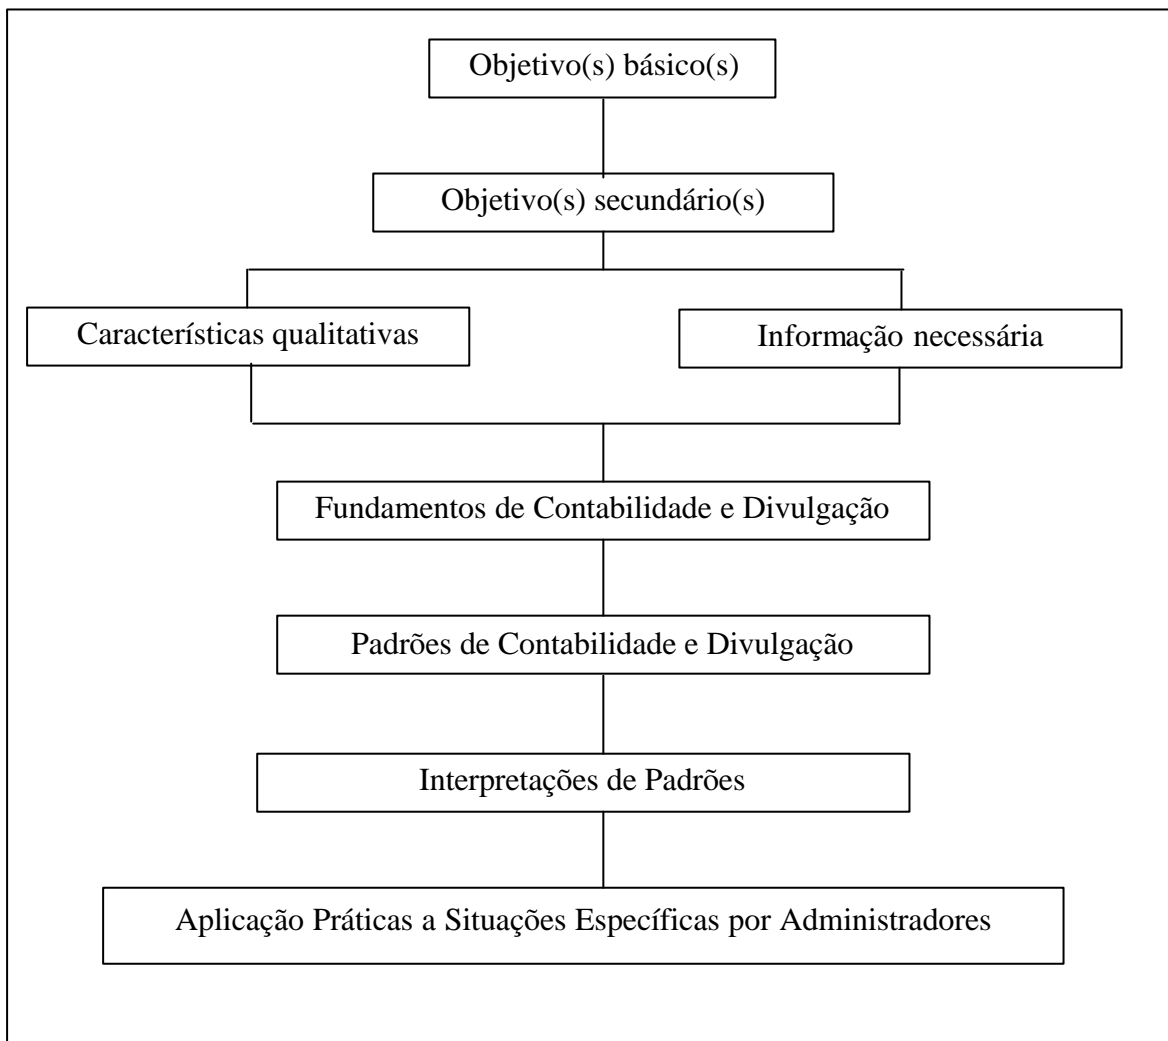 Objetivo(s) básico(s)
Objetivo(s) secundário(s)
Características qualitativas
Informação necessária
Fundamentos de Contabilidade e Divulgação
Padrões de Contabilidade e Divulgação
Interpretações de Padrões
Aplicação Práticas a Situações Específicas por Administradores